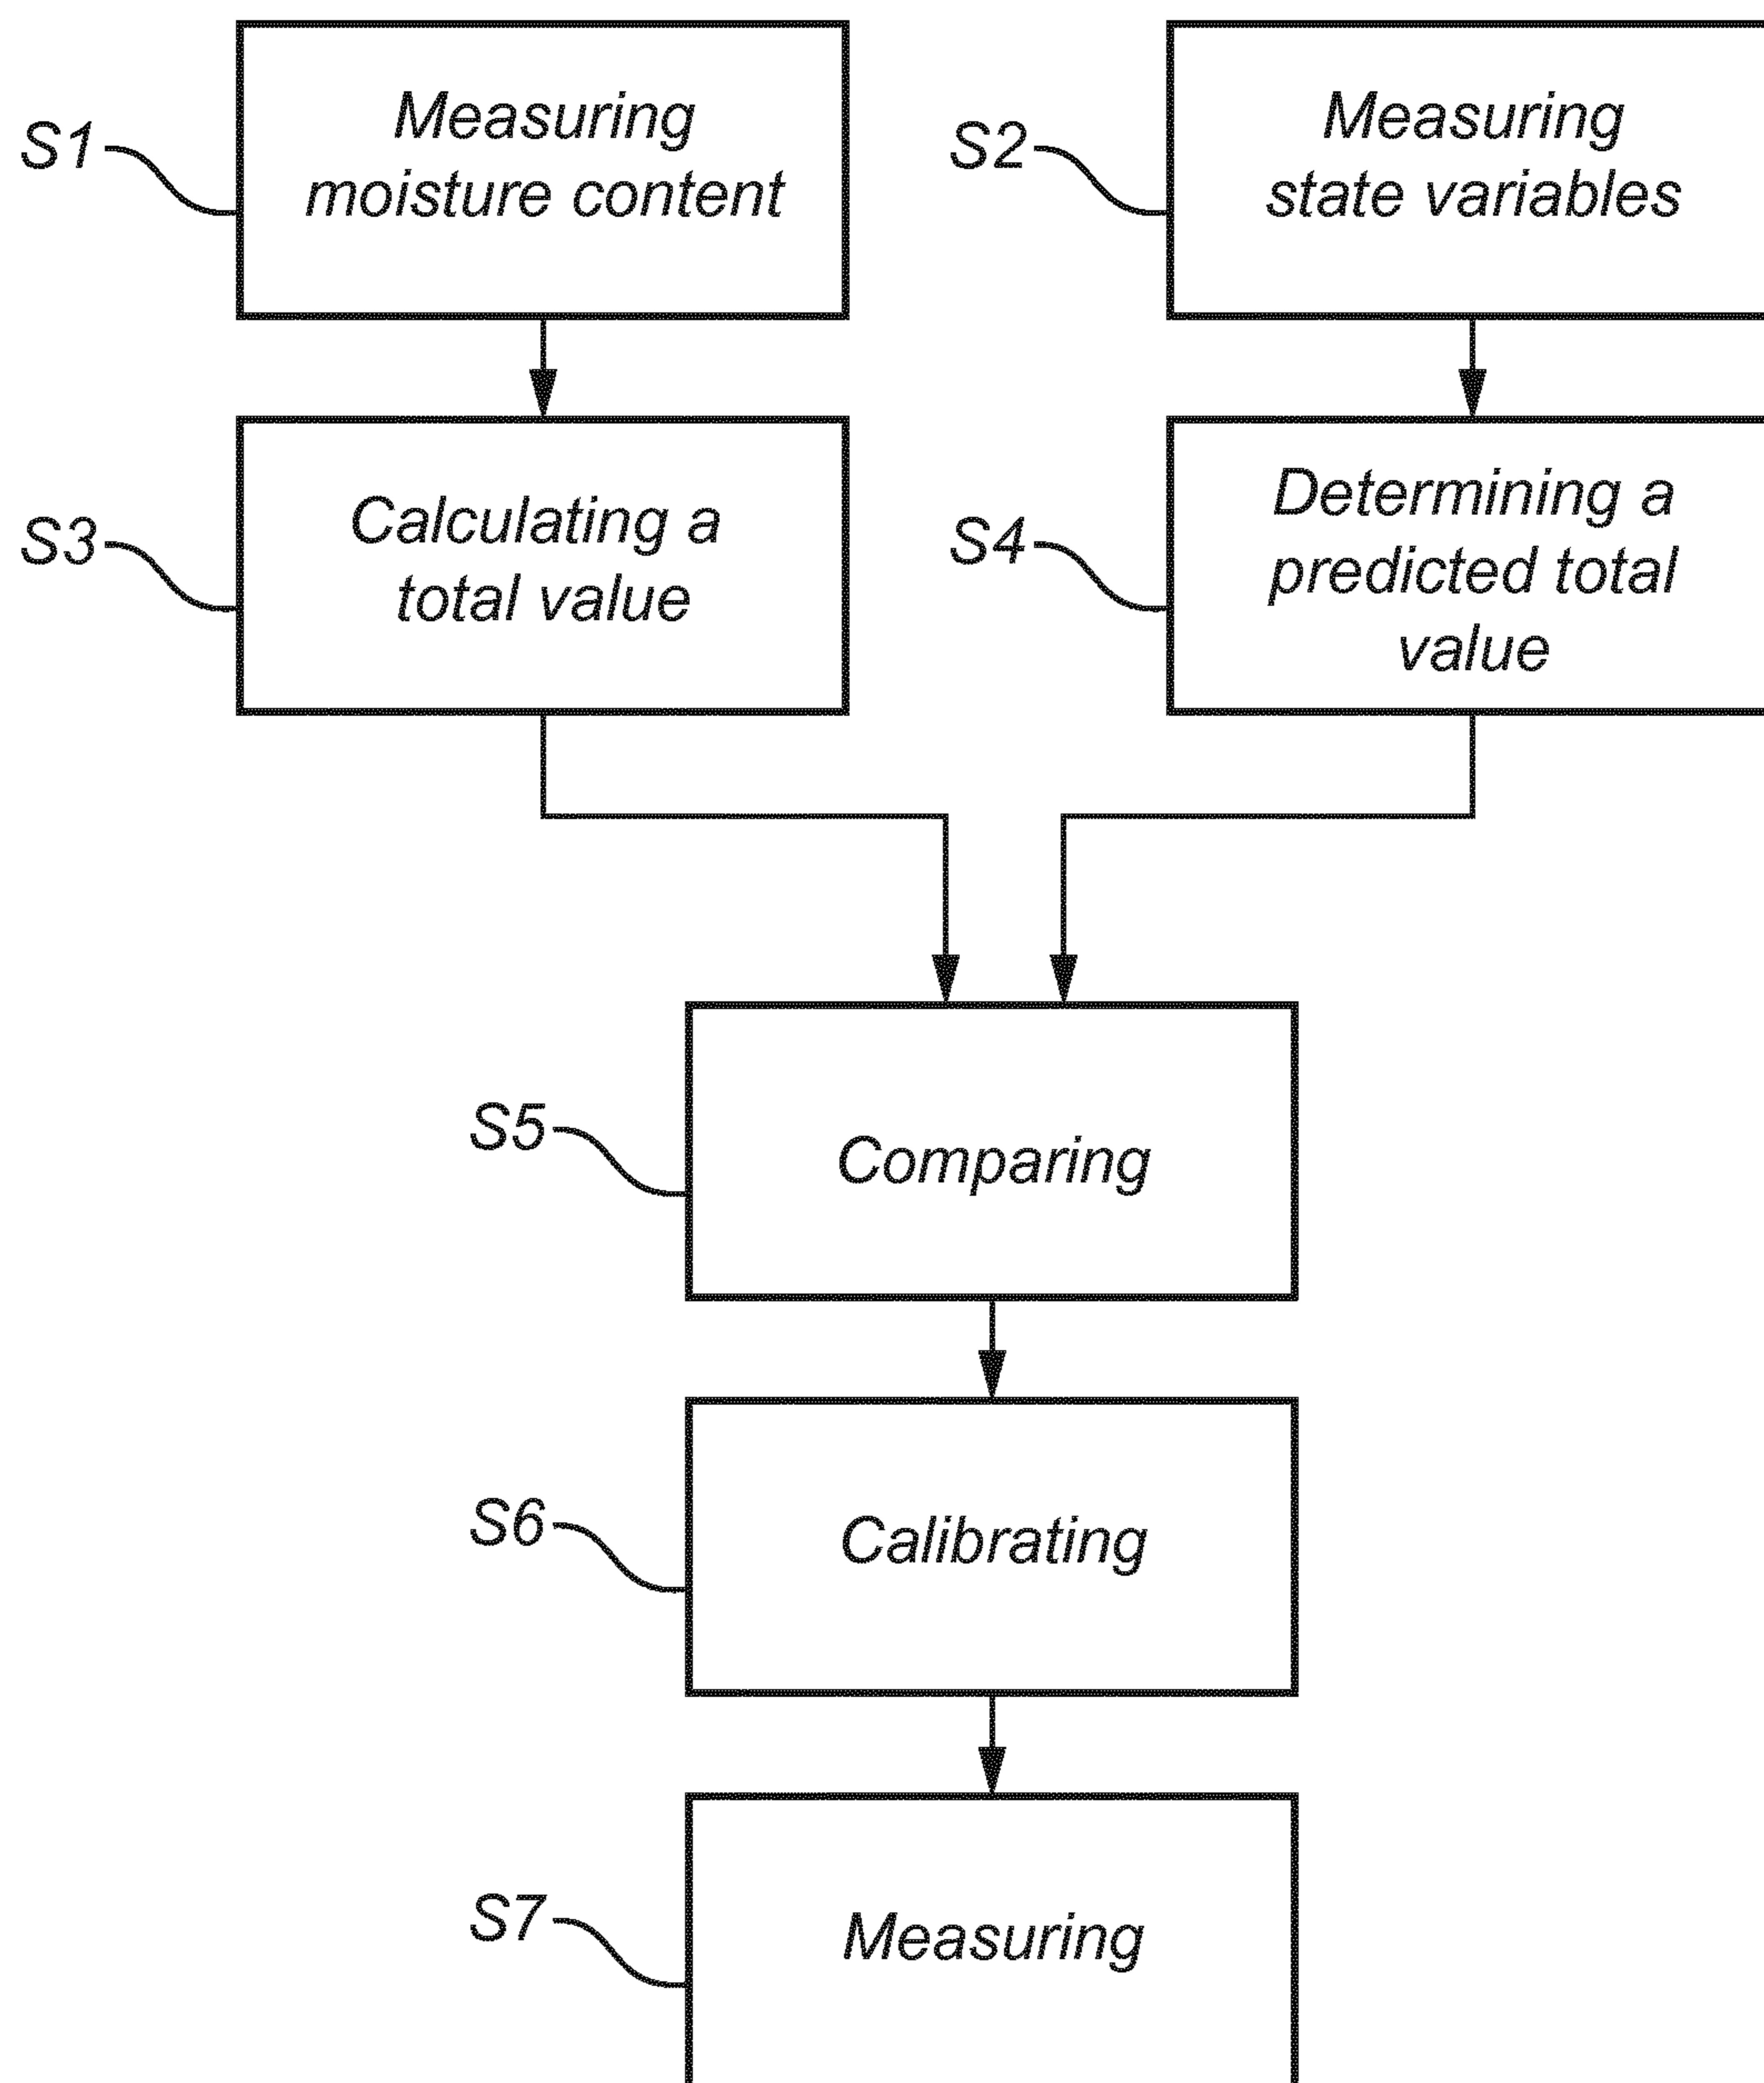 S1
Measuring
moisture content
S2
Measuring
state variables
S3
Calculating a
total value
S4
Determining a
predicted total
value
S5
Comparing
S6
Calibrating
S7
Measuring